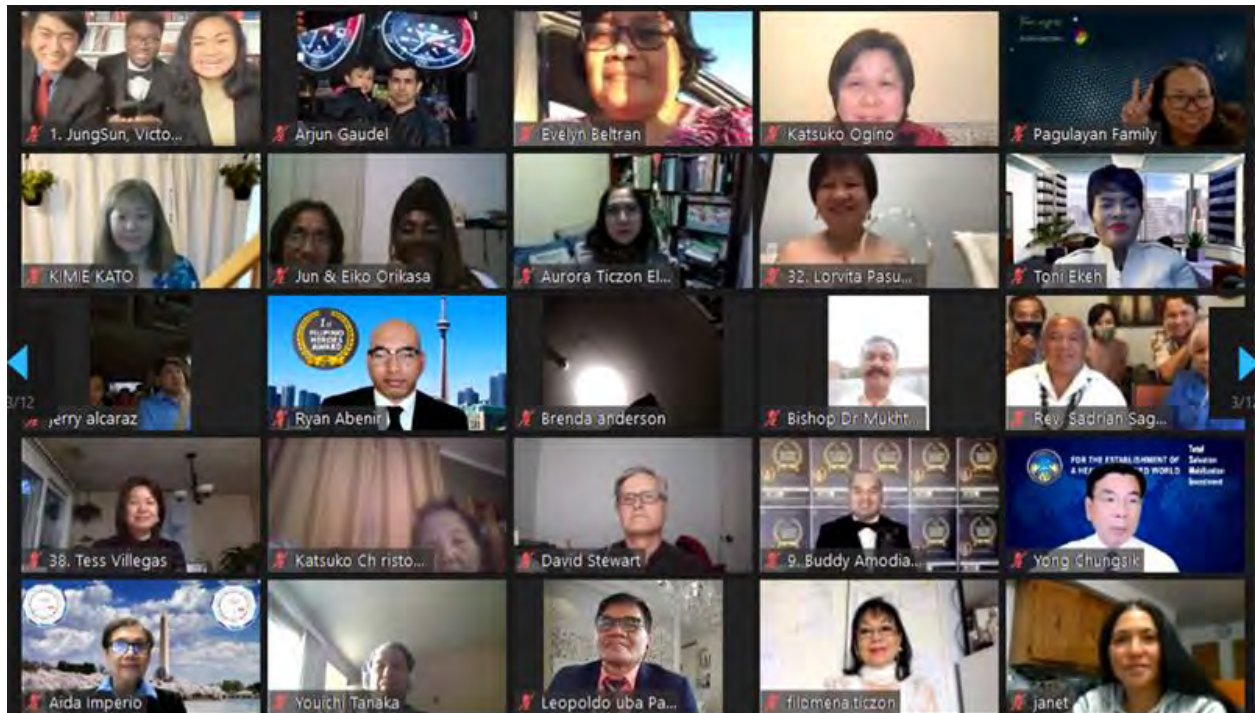 1. JungSun, Victo...
Arjun Gaudel
Evelyn Beltran
Katsuko Ogino
Pagulayan Family
KIMIE KATO
Jun & Eiko Orikasa
Aurora Ticzon El...
32. Lorvita Pasu...
Toni Ekeh
3/12
jerry alcaraz
1st
FILIPINO
HEROES
AWARD
Ryan Abenir
Brenda anderson
Bishop Dr Mukht...
Rev. Sadrian Sag...
3/12
38. Tess Villegas
Katsuko Ch risto...
David Stewart
9. Buddy Amodia...
FOR THE ESTABLISHMENT OF
Total
Salvation
Mobilization
Investment
Yong Chungsik
Aida Imperio
Youichi Tanaka
Leopoldo uba Pa...
filomena ticzon
janet